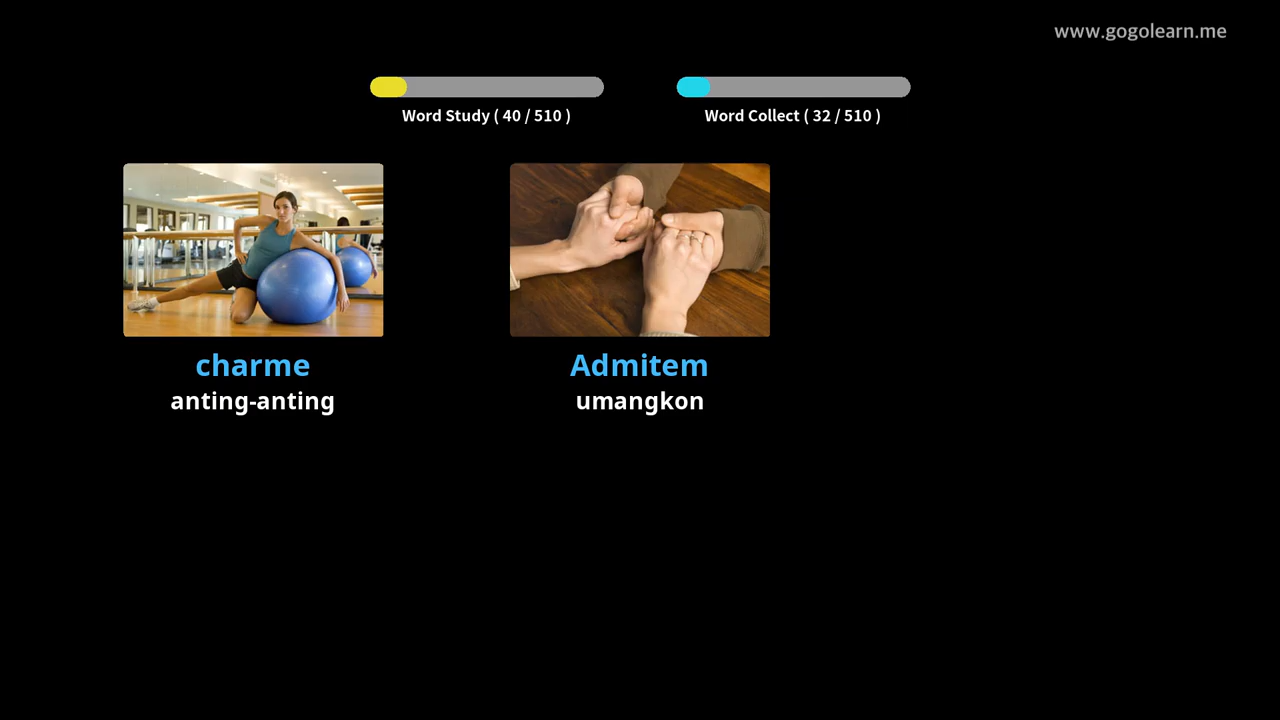 www.gogolearn.me
Word Study ( 40 / 510 )
Word Collect ( 32 / 510 )
charme
anting-anting
Admitem
umangkon